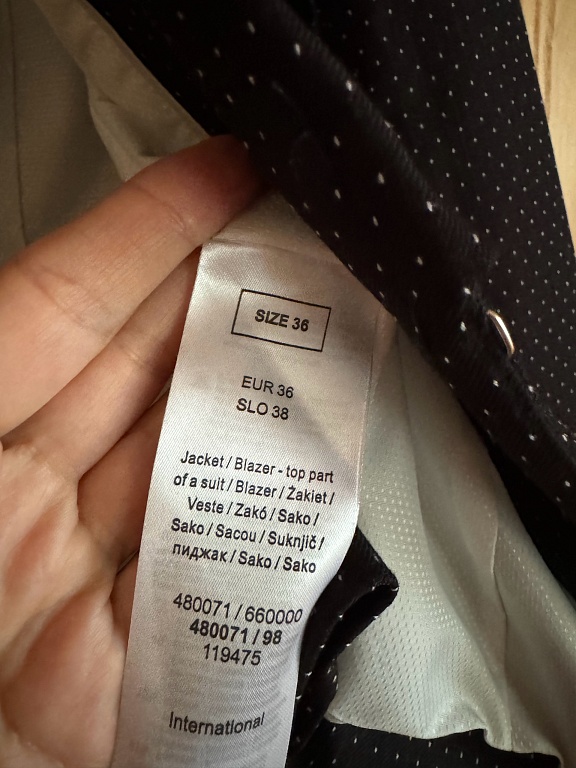 SIZE 36
EUR 36
SLO 38
Jacket / Blazer - top part
of a suit / Blazer / Żakiet /
Veste / Zakó / Sako /
Sako / Sacou / Suknjič /
пиджак / Sako / Sako
480071 / 660000
480071 / 98
119475
International